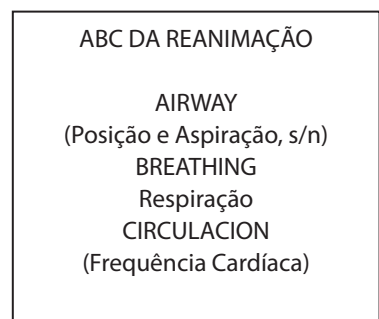 ABC DA REANIMAÇÃO
AIRWAY
(Posição e Aspiração, s/n)
BREATHING
Respiração
CIRCULACION
(Frequência Cardíaca)